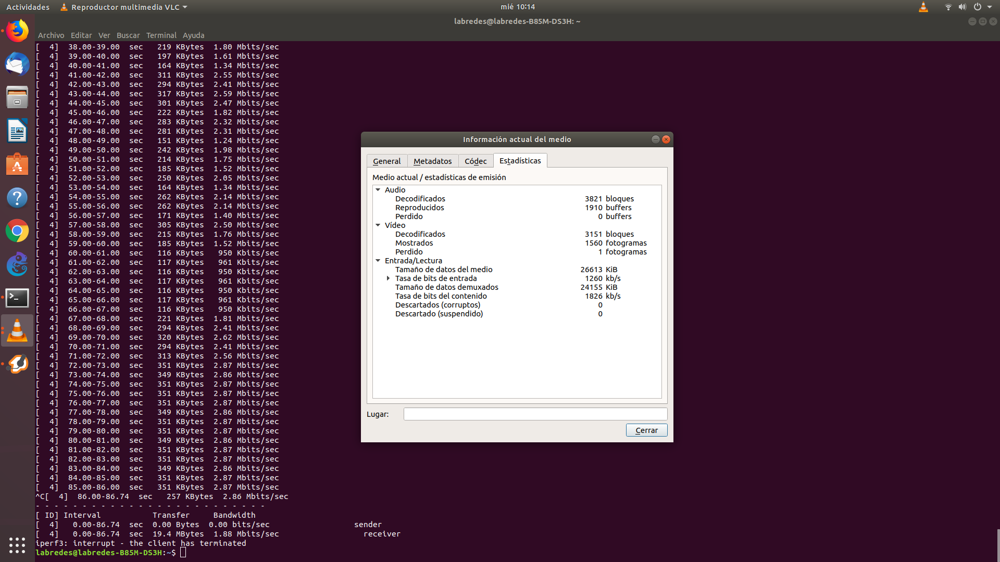 Actividades
Reproductor multimedia VLC
mié 10:14
labredes@labredes-B85M-DS3H: ~
Archivo Editar Ver Buscar Terminal Ayuda
[  4]  38.00-39.00  sec   219 KBytes  1.80 Mbits/sec
[  4]  39.00-40.00  sec   197 KBytes  1.61 Mbits/sec
[  4]  40.00-41.00  sec   164 KBytes  1.34 Mbits/sec
[  4]  41.00-42.00  sec   311 KBytes  2.55 Mbits/sec
[  4]  42.00-43.00  sec   294 KBytes  2.41 Mbits/sec
[  4]  43.00-44.00  sec   317 KBytes  2.59 Mbits/sec
[  4]  44.00-45.00  sec   301 KBytes  2.47 Mbits/sec
[  4]  45.00-46.00  sec   222 KBytes  1.82 Mbits/sec
[  4]  46.00-47.00  sec   283 KBytes  2.32 Mbits/sec
[  4]  47.00-48.00  sec   281 KBytes  2.31 Mbits/sec
[  4]  48.00-49.00  sec   151 KBytes  1.24 Mbits/sec
[  4]  49.00-50.00  sec   242 KBytes  1.98 Mbits/sec
[  4]  50.00-51.00  sec   214 KBytes  1.75 Mbits/sec
[  4]  51.00-52.00  sec   185 KBytes  1.52 Mbits/sec
[  4]  52.00-53.00  sec   250 KBytes  2.05 Mbits/sec
[  4]  53.00-54.00  sec   164 KBytes  1.34 Mbits/sec
[  4]  54.00-55.00  sec   262 KBytes  2.14 Mbits/sec
[  4]  55.00-56.00  sec   262 KBytes  2.14 Mbits/sec
[  4]  56.00-57.00  sec   171 KBytes  1.40 Mbits/sec
[  4]  57.00-58.00  sec   305 KBytes  2.50 Mbits/sec
[  4]  58.00-59.00  sec   215 KBytes  1.76 Mbits/sec
[  4]  59.00-60.00  sec   185 KBytes  1.52 Mbits/sec
[  4]  60.00-61.00  sec   116 KBytes   950 Kbits/sec
[  4]  61.00-62.00  sec   117 KBytes   961 Kbits/sec
[  4]  62.00-63.00  sec   116 KBytes   950 Kbits/sec
[  4]  63.00-64.00  sec   117 KBytes   961 Kbits/sec
[  4]  64.00-65.00  sec   116 KBytes   950 Kbits/sec
[  4]  65.00-66.00  sec   117 KBytes   961 Kbits/sec
[  4]  66.00-67.00  sec   116 KBytes   950 Kbits/sec
[  4]  67.00-68.00  sec   221 KBytes  1.81 Mbits/sec
[  4]  68.00-69.00  sec   294 KBytes  2.41 Mbits/sec
[  4]  69.00-70.00  sec   320 KBytes  2.62 Mbits/sec
[  4]  70.00-71.00  sec   294 KBytes  2.41 Mbits/sec
[  4]  71.00-72.00  sec   313 KBytes  2.56 Mbits/sec
[  4]  72.00-73.00  sec   351 KBytes  2.87 Mbits/sec
[  4]  73.00-74.00  sec   349 KBytes  2.86 Mbits/sec
[  4]  74.00-75.00  sec   351 KBytes  2.87 Mbits/sec
[  4]  75.00-76.00  sec   351 KBytes  2.87 Mbits/sec
[  4]  76.00-77.00  sec   351 KBytes  2.87 Mbits/sec
[  4]  77.00-78.00  sec   349 KBytes  2.86 Mbits/sec
[  4]  78.00-79.00  sec   351 KBytes  2.87 Mbits/sec
[  4]  79.00-80.00  sec   351 KBytes  2.87 Mbits/sec
[  4]  80.00-81.00  sec   349 KBytes  2.86 Mbits/sec
[  4]  81.00-82.00  sec   351 KBytes  2.87 Mbits/sec
[  4]  82.00-83.00  sec   351 KBytes  2.87 Mbits/sec
[  4]  83.00-84.00  sec   349 KBytes  2.86 Mbits/sec
[  4]  84.00-85.00  sec   351 KBytes  2.87 Mbits/sec
[  4]  85.00-86.00  sec   351 KBytes  2.87 Mbits/sec
^C[  4]  86.00-86.74  sec   257 KBytes  2.86 Mbits/sec
- - - - - - - - - - - - - - - - - - - - - - - - -
[ ID] Interval           Transfer     Bandwidth
[  4]   0.00-86.74  sec  0.00 Bytes  0.00 bits/sec                  sender
[  4]   0.00-86.74  sec  19.4 MBytes  1.88 Mbits/sec                  receiver
iperf3: interrupt - the client has terminated
labredes@labredes-B85M-DS3H:~$
Información actual del medio
General Metadatos Códec Estadísticas
Medio actual / estadísticas de emisión
Audio
Decodificados 3821 bloques
Reproducidos 1910 buffers
Perdido 0 buffers
Vídeo
Decodificados 3151 bloques
Mostrados 1560 fotogramas
Perdido 1 fotogramas
Entrada/Lectura
Tamaño de datos del medio 26613 KiB
Tasa de bits de entrada 1260 kb/s
Tamaño de datos demuxados 24155 KiB
Tasa de bits del contenido 1826 kb/s
Descartados (corruptos) 0
Descartado (suspendido) 0
Lugar:
Cerrar